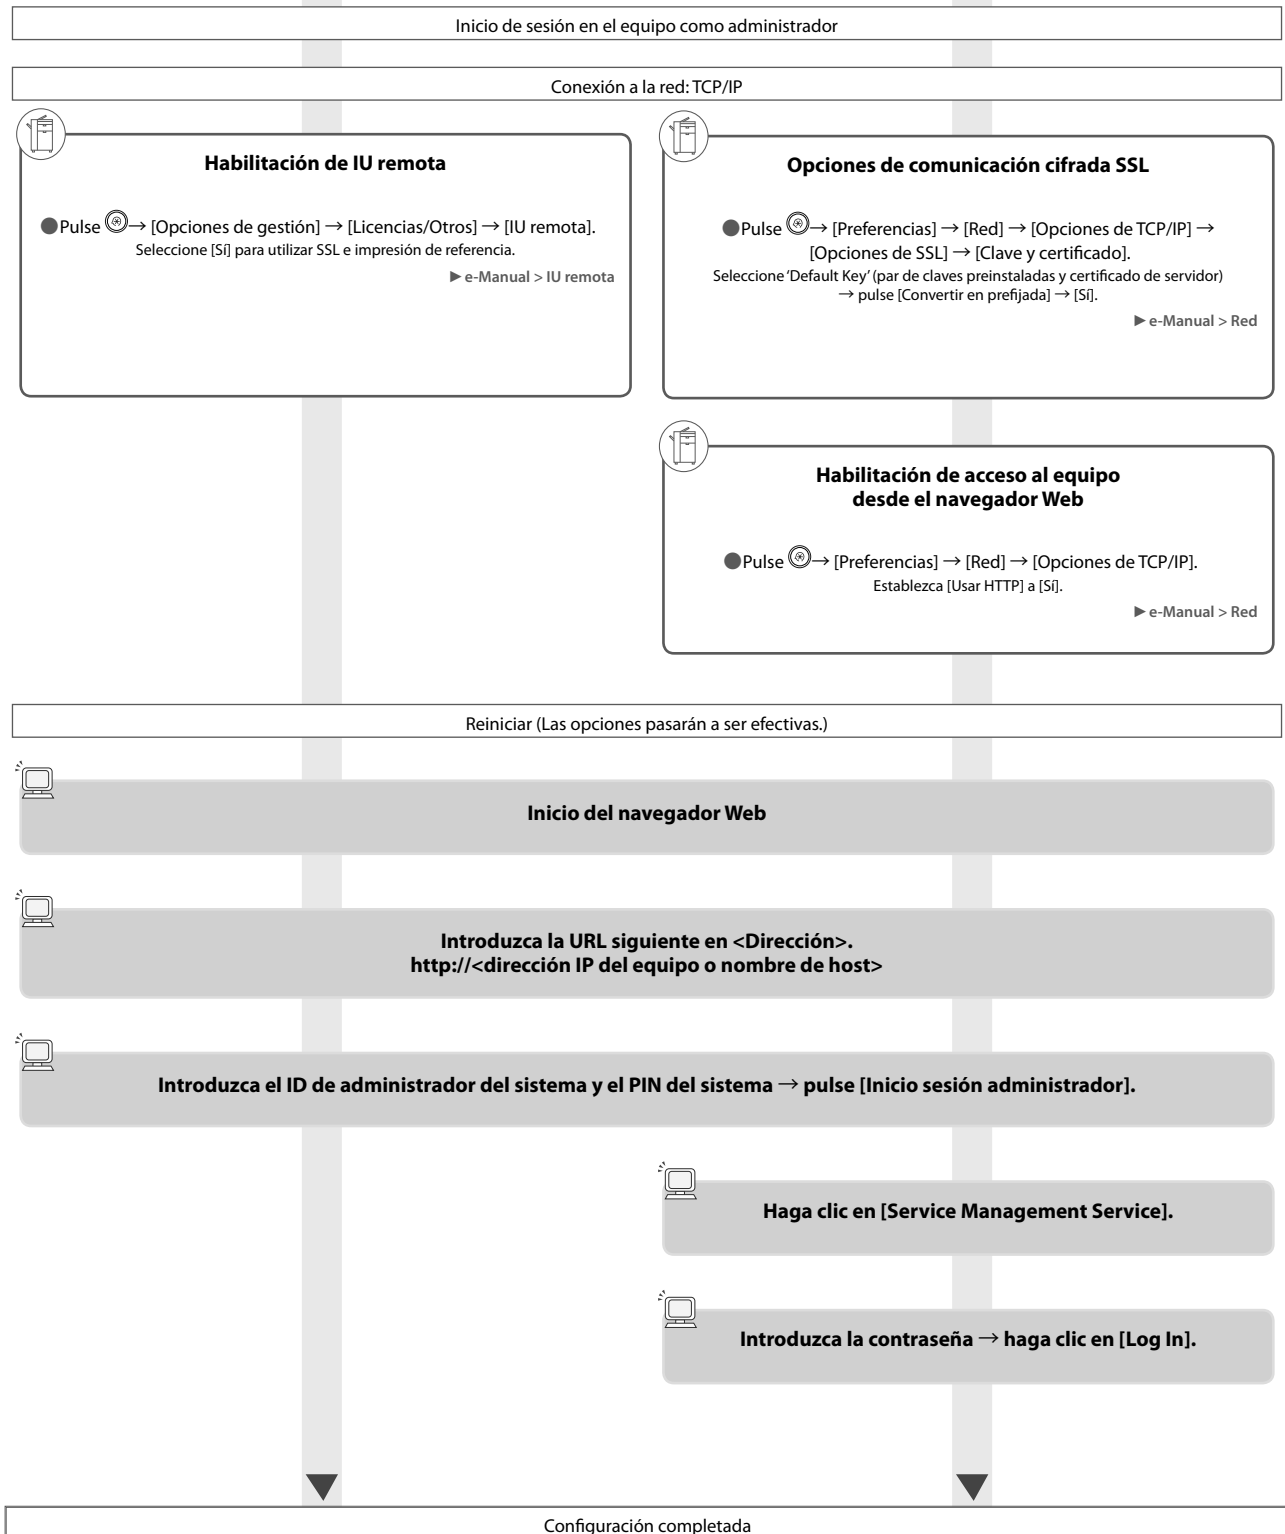 Inicio de sesión en el equipo como administrador
Conexión a la red: TCP/IP
Habilitación de IU remota
●Pulse → [Opciones de gestión] → [Licencias/Otros] → [IU remota].
Seleccione [Sí] para utilizar SSL e impresión de referencia.
►e-Manual > IU remota
Opciones de comunicación cifrada SSL
●Pulse → [Preferencias] → [Red] → [Opciones de TCP/IP] →
[Opciones de SSL] → [Clave y certificado].
Seleccione ‘Default Key’ (par de claves preinstaladas y certificado de servidor)
→ pulse [Convertir en prefijada] → [Sí].
►e-Manual > Red
Habilitación de acceso al equipo
desde el navegador Web
●Pulse → [Preferencias] → [Red] → [Opciones de TCP/IP].
Establezca [Usar HTTP] a [Sí].
►e-Manual > Red
Reiniciar (Las opciones pasarán a ser efectivas.)
Inicio del navegador Web
Introduzca la URL siguiente en <Dirección>.
http://<dirección IP del equipo o nombre de host>
Introduzca el ID de administrador del sistema y el PIN del sistema → pulse [Inicio sesión administrador].
Haga clic en [Service Management Service].
Introduzca la contraseña → haga clic en [Log In].
Configuración completada